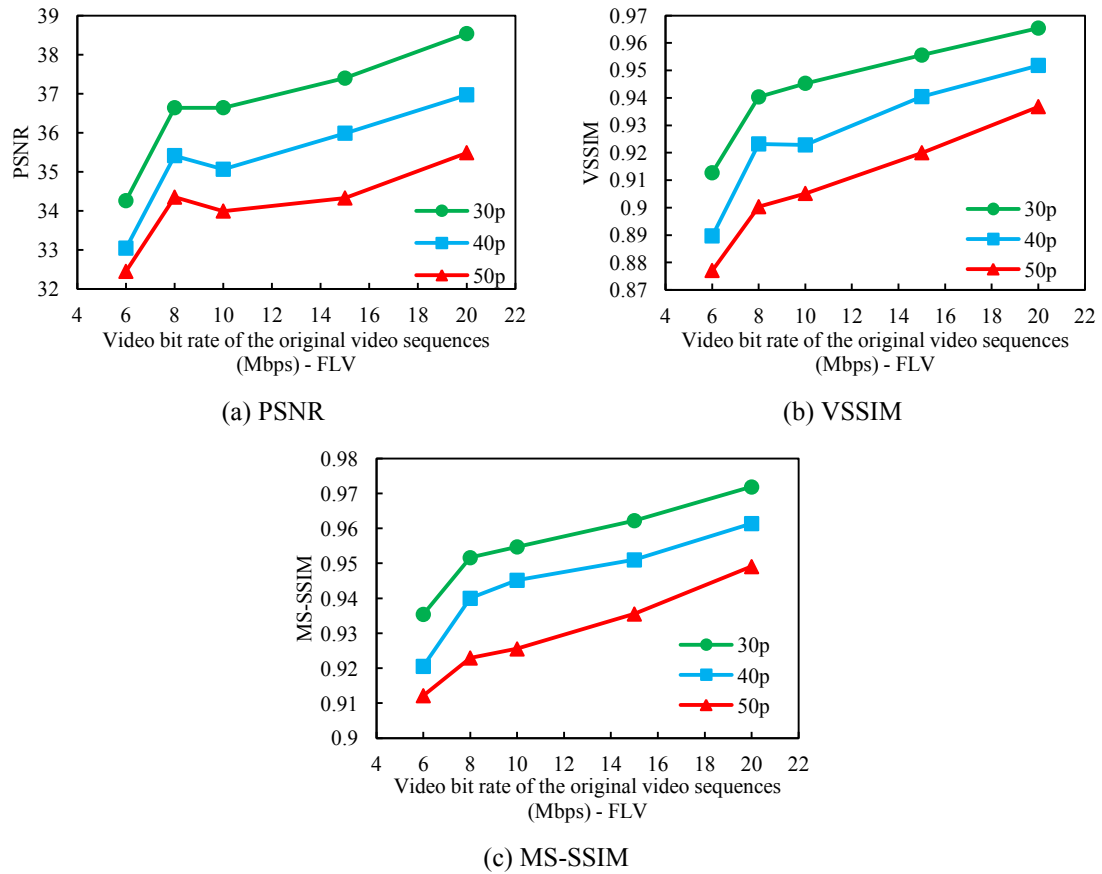 39
38
37
36
35
34
33
32
PSNR
4 6 8 10 12 14 16 18 20 22
30p
40p
50p
Video bit rate of the original video sequences
(Mbps) - FLV
(a) PSNR
0.97
0.96
0.95
0.94
0.93
0.92
0.91
0.9
0.89
0.88
0.87
VSSIM
4 6 8 10 12 14 16 18 20 22
30p
40p
50p
Video bit rate of the original video sequences
(Mbps) - FLV
(b) VSSIM
0.98
0.97
0.96
0.95
0.94
0.93
0.92
0.91
0.9
MS-SSIM
4 6 8 10 12 14 16 18 20 22
30p
40p
50p
Video bit rate of the original video sequences
(Mbps) - FLV
(c) MS-SSIM